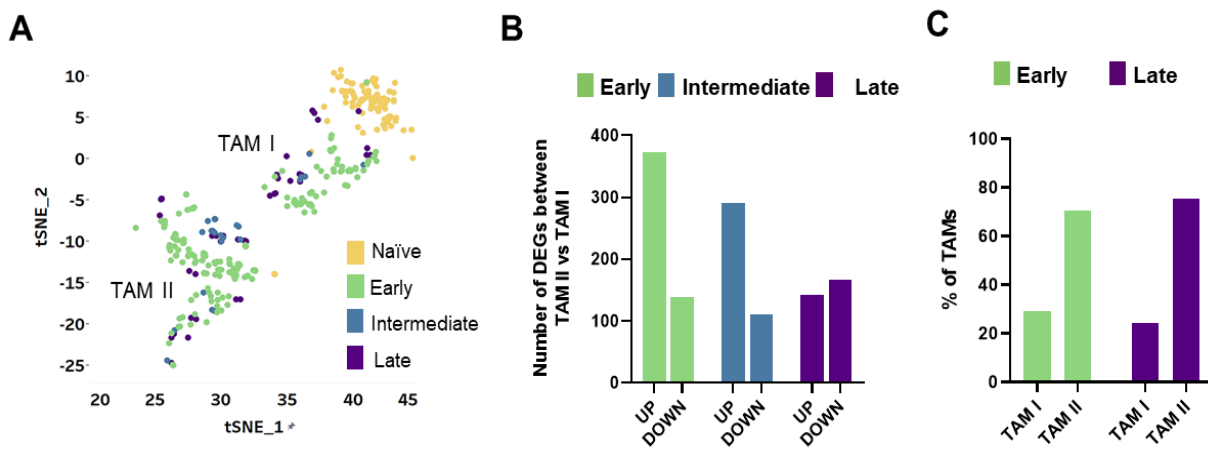 A
10
5
0
-5
-10
-15
-20
-25
tSNE_2
20
25
30
35
40
45
tSNE_1
TAM I
TAM II
Naïve
Early
Intermediate
Late
B
Early
Intermediate
Late
400
300
200
100
0
Number of DEGs between
TAM II vs TAM I
UP
DOWN
UP
DOWN
UP
DOWN
C
Early
Late
100
80
60
40
20
0
% of TAMs
TAM I
TAM II
TAM I
TAM II